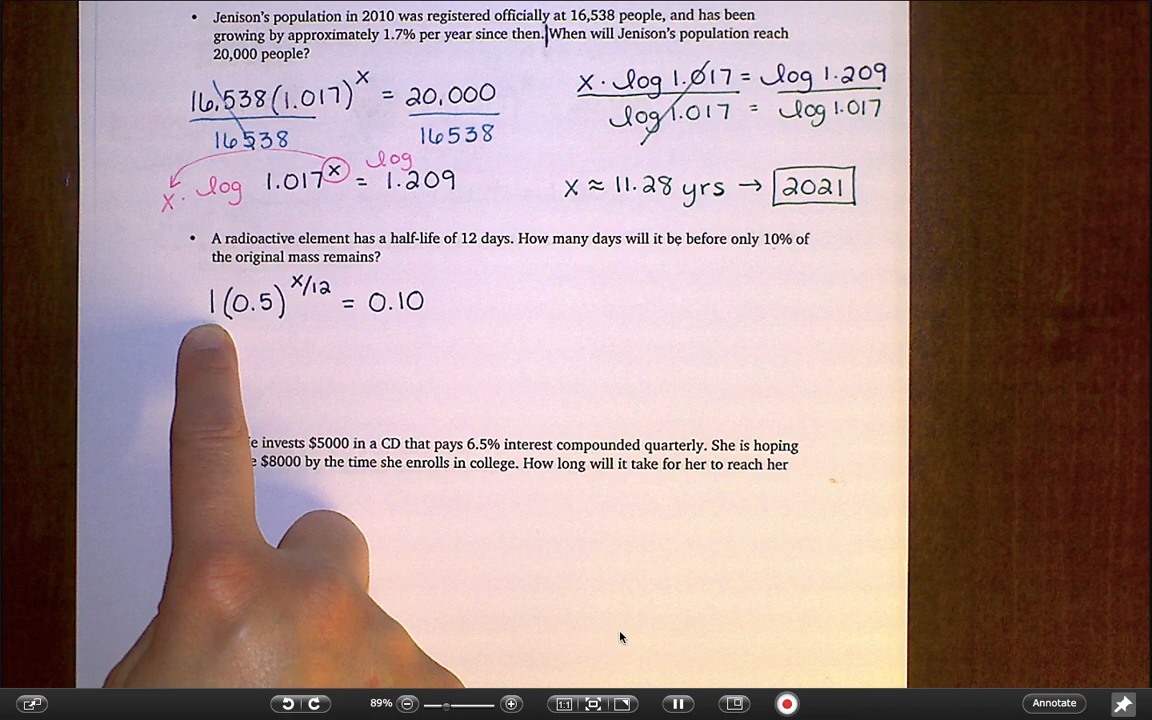 • Jenison's population in 2010 was registered officially at 16,538 people, and has been
growing by approximately 1.7% per year since then. When will Jenison's population reach
20,000 people?
16,538(1.017)^x = 20,000
16538 16538
x · log 1.017^x = log 1.209
x · log 1.017 = log 1.209
log 1.017 = log 1.017
x ≈ 11.28 yrs → 2021
• A radioactive element has a half-life of 12 days. How many days will it be before only 10% of
the original mass remains?
1(0.5)^x/12 = 0.10
invests $5000 in a CD that pays 6.5% interest compounded quarterly. She is hoping
$8000 by the time she enrolls in college. How long will it take for her to reach her
89%
1:1
Annotate